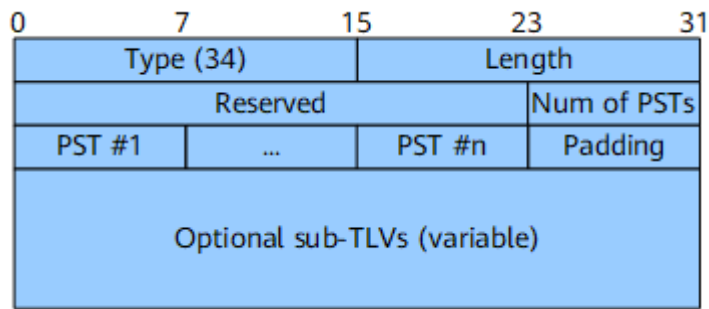 0 7 15 23 31
Type (34) Length
Reserved Num of PSTs
PST #1 ... PST #n Padding
Optional sub-TLVs (variable)